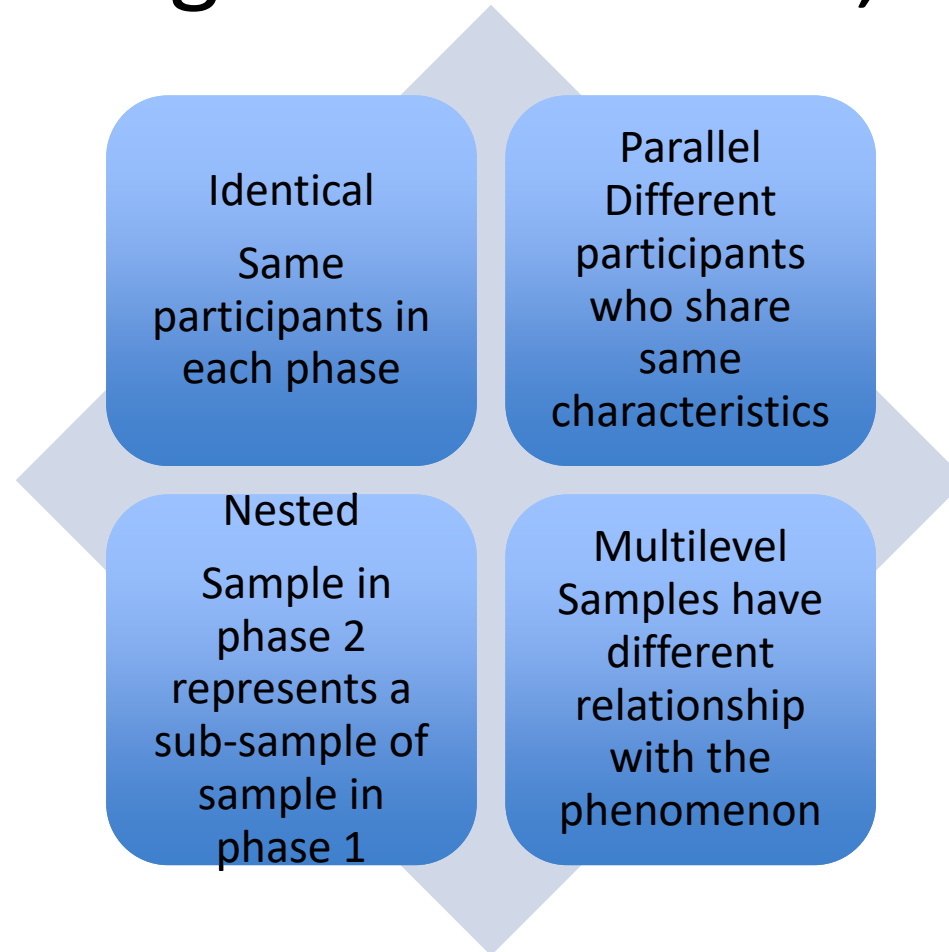 Identical
Same
participants in
each phase
Parallel
Different
participants
who share
same
characteristics
Nested
Sample in
phase 2
represents a
sub-sample of
sample in
phase 1
Multilevel
Samples have
different
relationship
with the
phenomenon